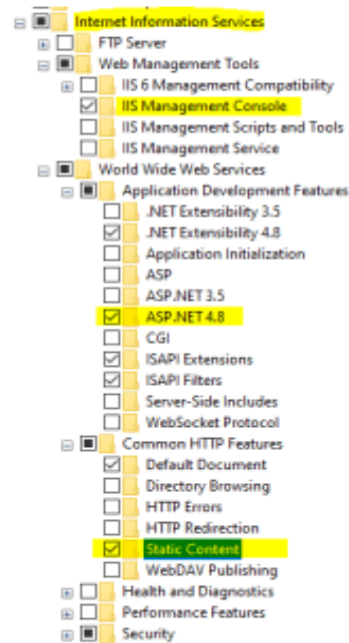 Internet Information Services
FTP Server
Web Management Tools
IIS 6 Management Compatibility
IIS Management Console
IIS Management Scripts and Tools
IIS Management Service
World Wide Web Services
Application Development Features
.NET Extensibility 3.5
.NET Extensibility 4.8
Application Initialization
ASP
ASP.NET 3.5
ASP.NET 4.8
CGI
ISAPI Extensions
ISAPI Filters
Server-Side Includes
WebSocket Protocol
Common HTTP Features
Default Document
Directory Browsing
HTTP Errors
HTTP Redirection
Static Content
WebDAV Publishing
Health and Diagnostics
Performance Features
Security